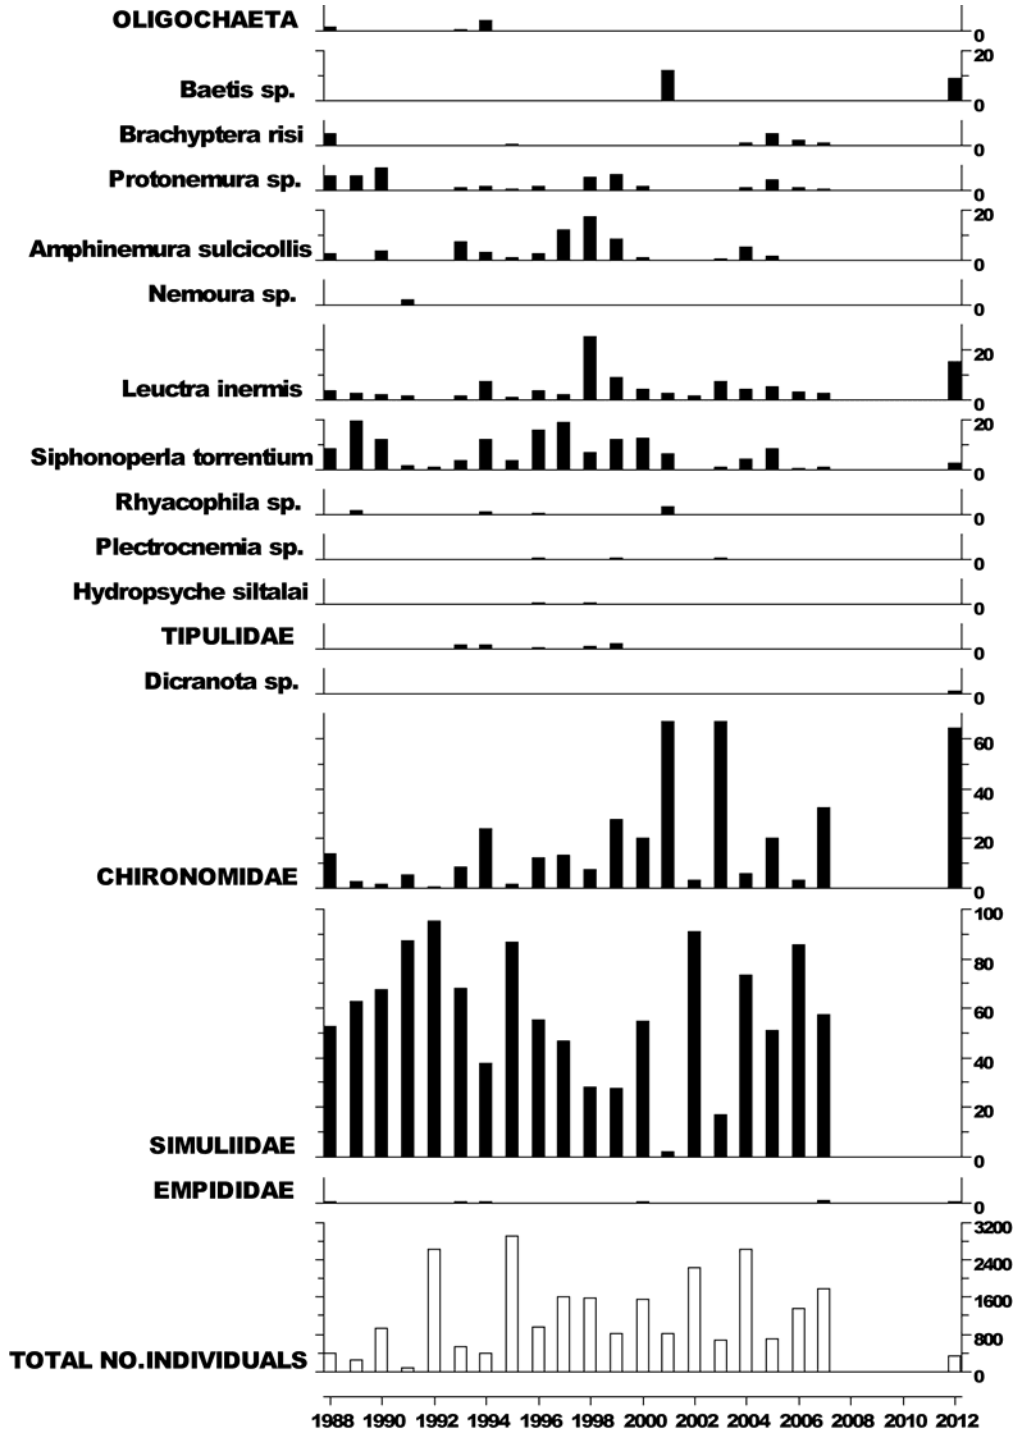 OLIGOCHAETA
0
20
Baetis sp.
0
Brachyptera risi
0
Protonemura sp.
0
20
Amphinemura sulcicollis
0
Nemoura sp.
0
20
Leuctra inermis
0
20
Siphonoperla torrentium
0
Rhyacophila sp.
0
Plectrocnemia sp.
0
Hydropsyche siltalai
0
TIPULIDAE
0
Dicranota sp.
0
60
40
20
CHIRONOMIDAE
0
100
80
60
40
20
SIMULIIDAE
0
EMPIDIDAE
0
3200
2400
1600
800
TOTAL NO.INDIVIDUALS
0
1988 1990 1992 1994 1996 1998 2000 2002 2004 2006 2008 2010 2012